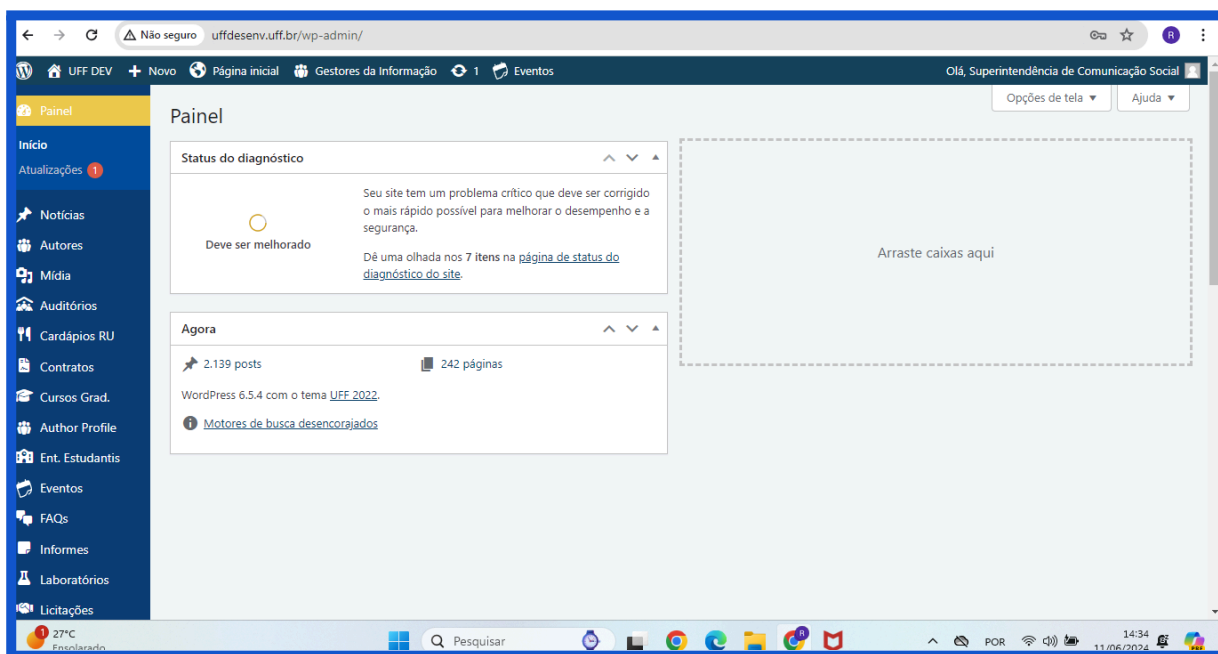 Não seguro uffdesenv.uff.br/wp-admin/ R
UFF DEV + Novo Página inicial Gestores da Informação 1 Eventos Olá, Superintendência de Comunicação Social
Opções de tela ▼ Ajuda ▼
Painel
Início
Atualizações 1
Notícias
Autores
Mídia
Auditórios
Cardápios RU
Contratos
Cursos Grad.
Author Profile
Ent. Estudantis
Eventos
FAQs
Informes
Laboratórios
Licitações
Painel
Status do diagnóstico
Deve ser melhorado
Seu site tem um problema crítico que deve ser corrigido
o mais rápido possível para melhorar o desempenho e a
segurança.
Dê uma olhada nos 7 itens na página de status do
diagnóstico do site.
Agora
2.139 posts 242 páginas
WordPress 6.5.4 com o tema UFF 2022.
Motores de busca desencorajados
Arraste caixas aqui
1 27°C
Ensolarado
Pesquisar
R
POR
14:34
11/06/2024